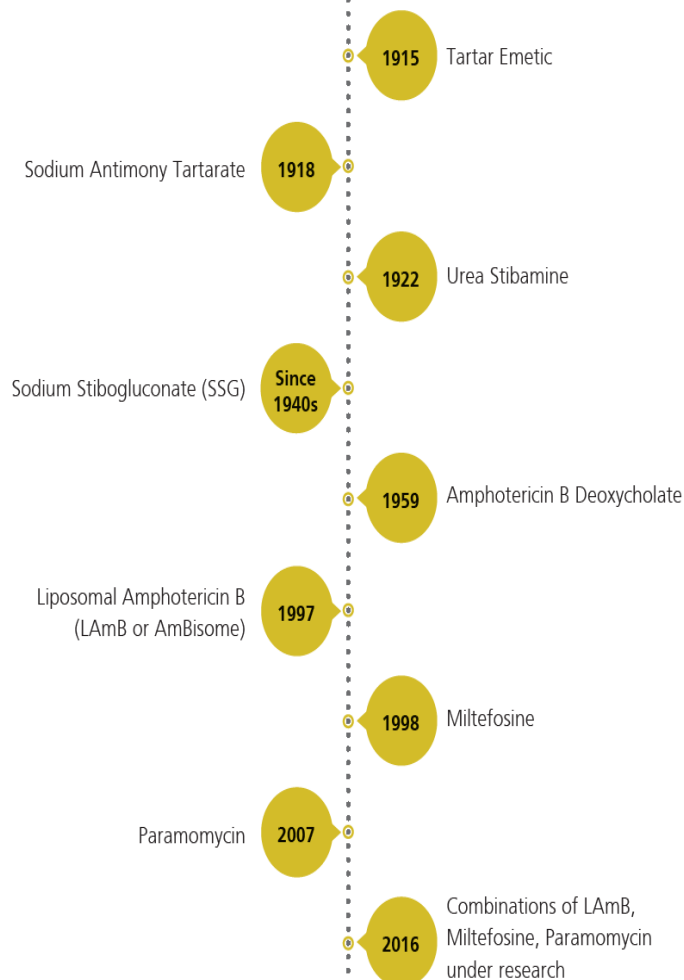 1915
Tartar Emetic
Sodium Antimony Tartarate
1918
1922
Urea Stibamine
Sodium Stibogluconate (SSG)
Since
1940s
1959
Amphotericin B Deoxycholate
Liposomal Amphotericin B
(LAmB or AmBisome)
1997
1998
Miltefosine
Paramomycin
2007
2016
Combinations of LAmB,
Miltefosine, Paramomycin
under research